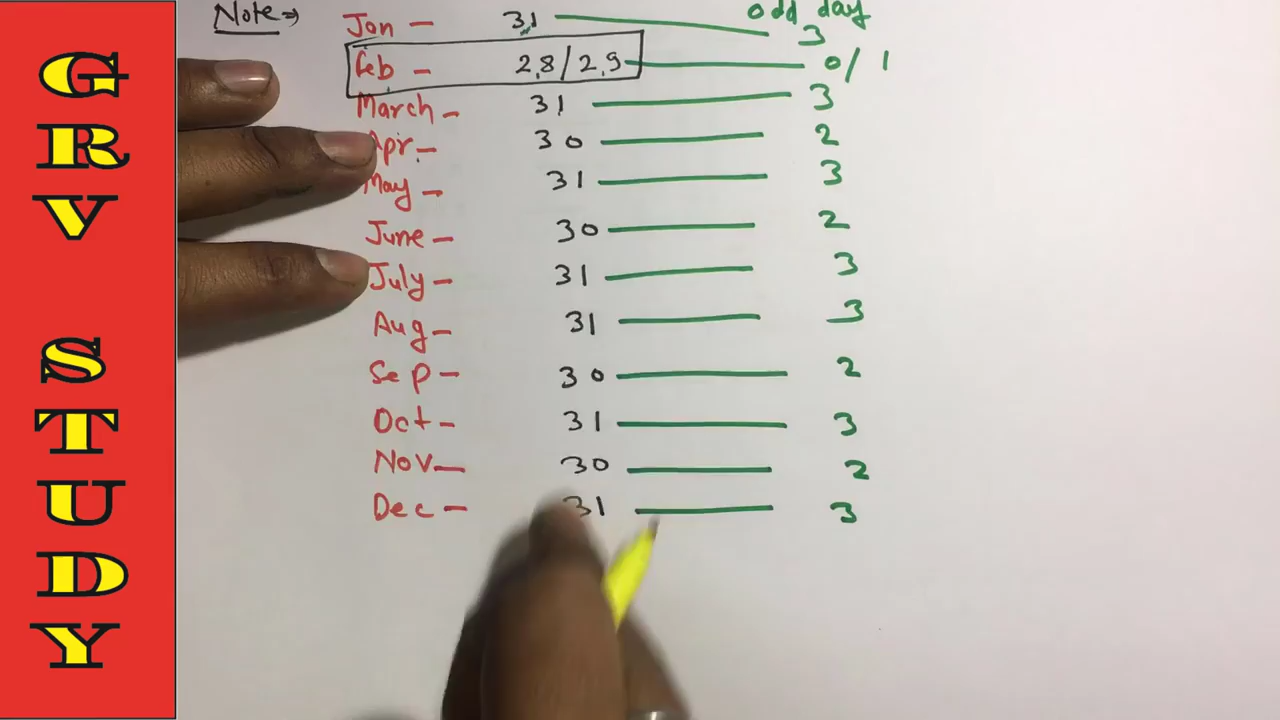 GRV
STUDY
Note⇒
odd day
Jan — 31 3
Feb — 28/29 0/1
March — 31 3
Apr. — 30 2
May — 31 3
June — 30 2
July — 31 3
Aug — 31 3
Sep — 30 2
Oct — 31 3
Nov — 30 2
Dec — 31 3